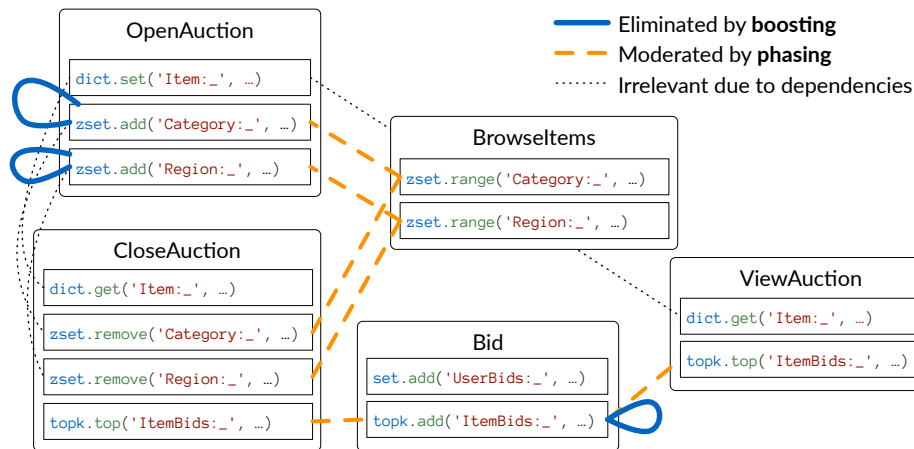 OpenAuction
dict.set('Item:_', …)
zset.add('Category:_', …)
zset.add('Region:_', …)
Eliminated by boosting
Moderated by phasing
Irrelevant due to dependencies
BrowseItems
zset.range('Category:_', …)
zset.range('Region:_', …)
CloseAuction
dict.get('Item:_', …)
zset.remove('Category:_', …)
zset.remove('Region:_', …)
topk.top('ItemBids:_', …)
Bid
set.add('UserBids:_', …)
topk.add('ItemBids:_', …)
ViewAuction
dict.get('Item:_', …)
topk.top('ItemBids:_', …)